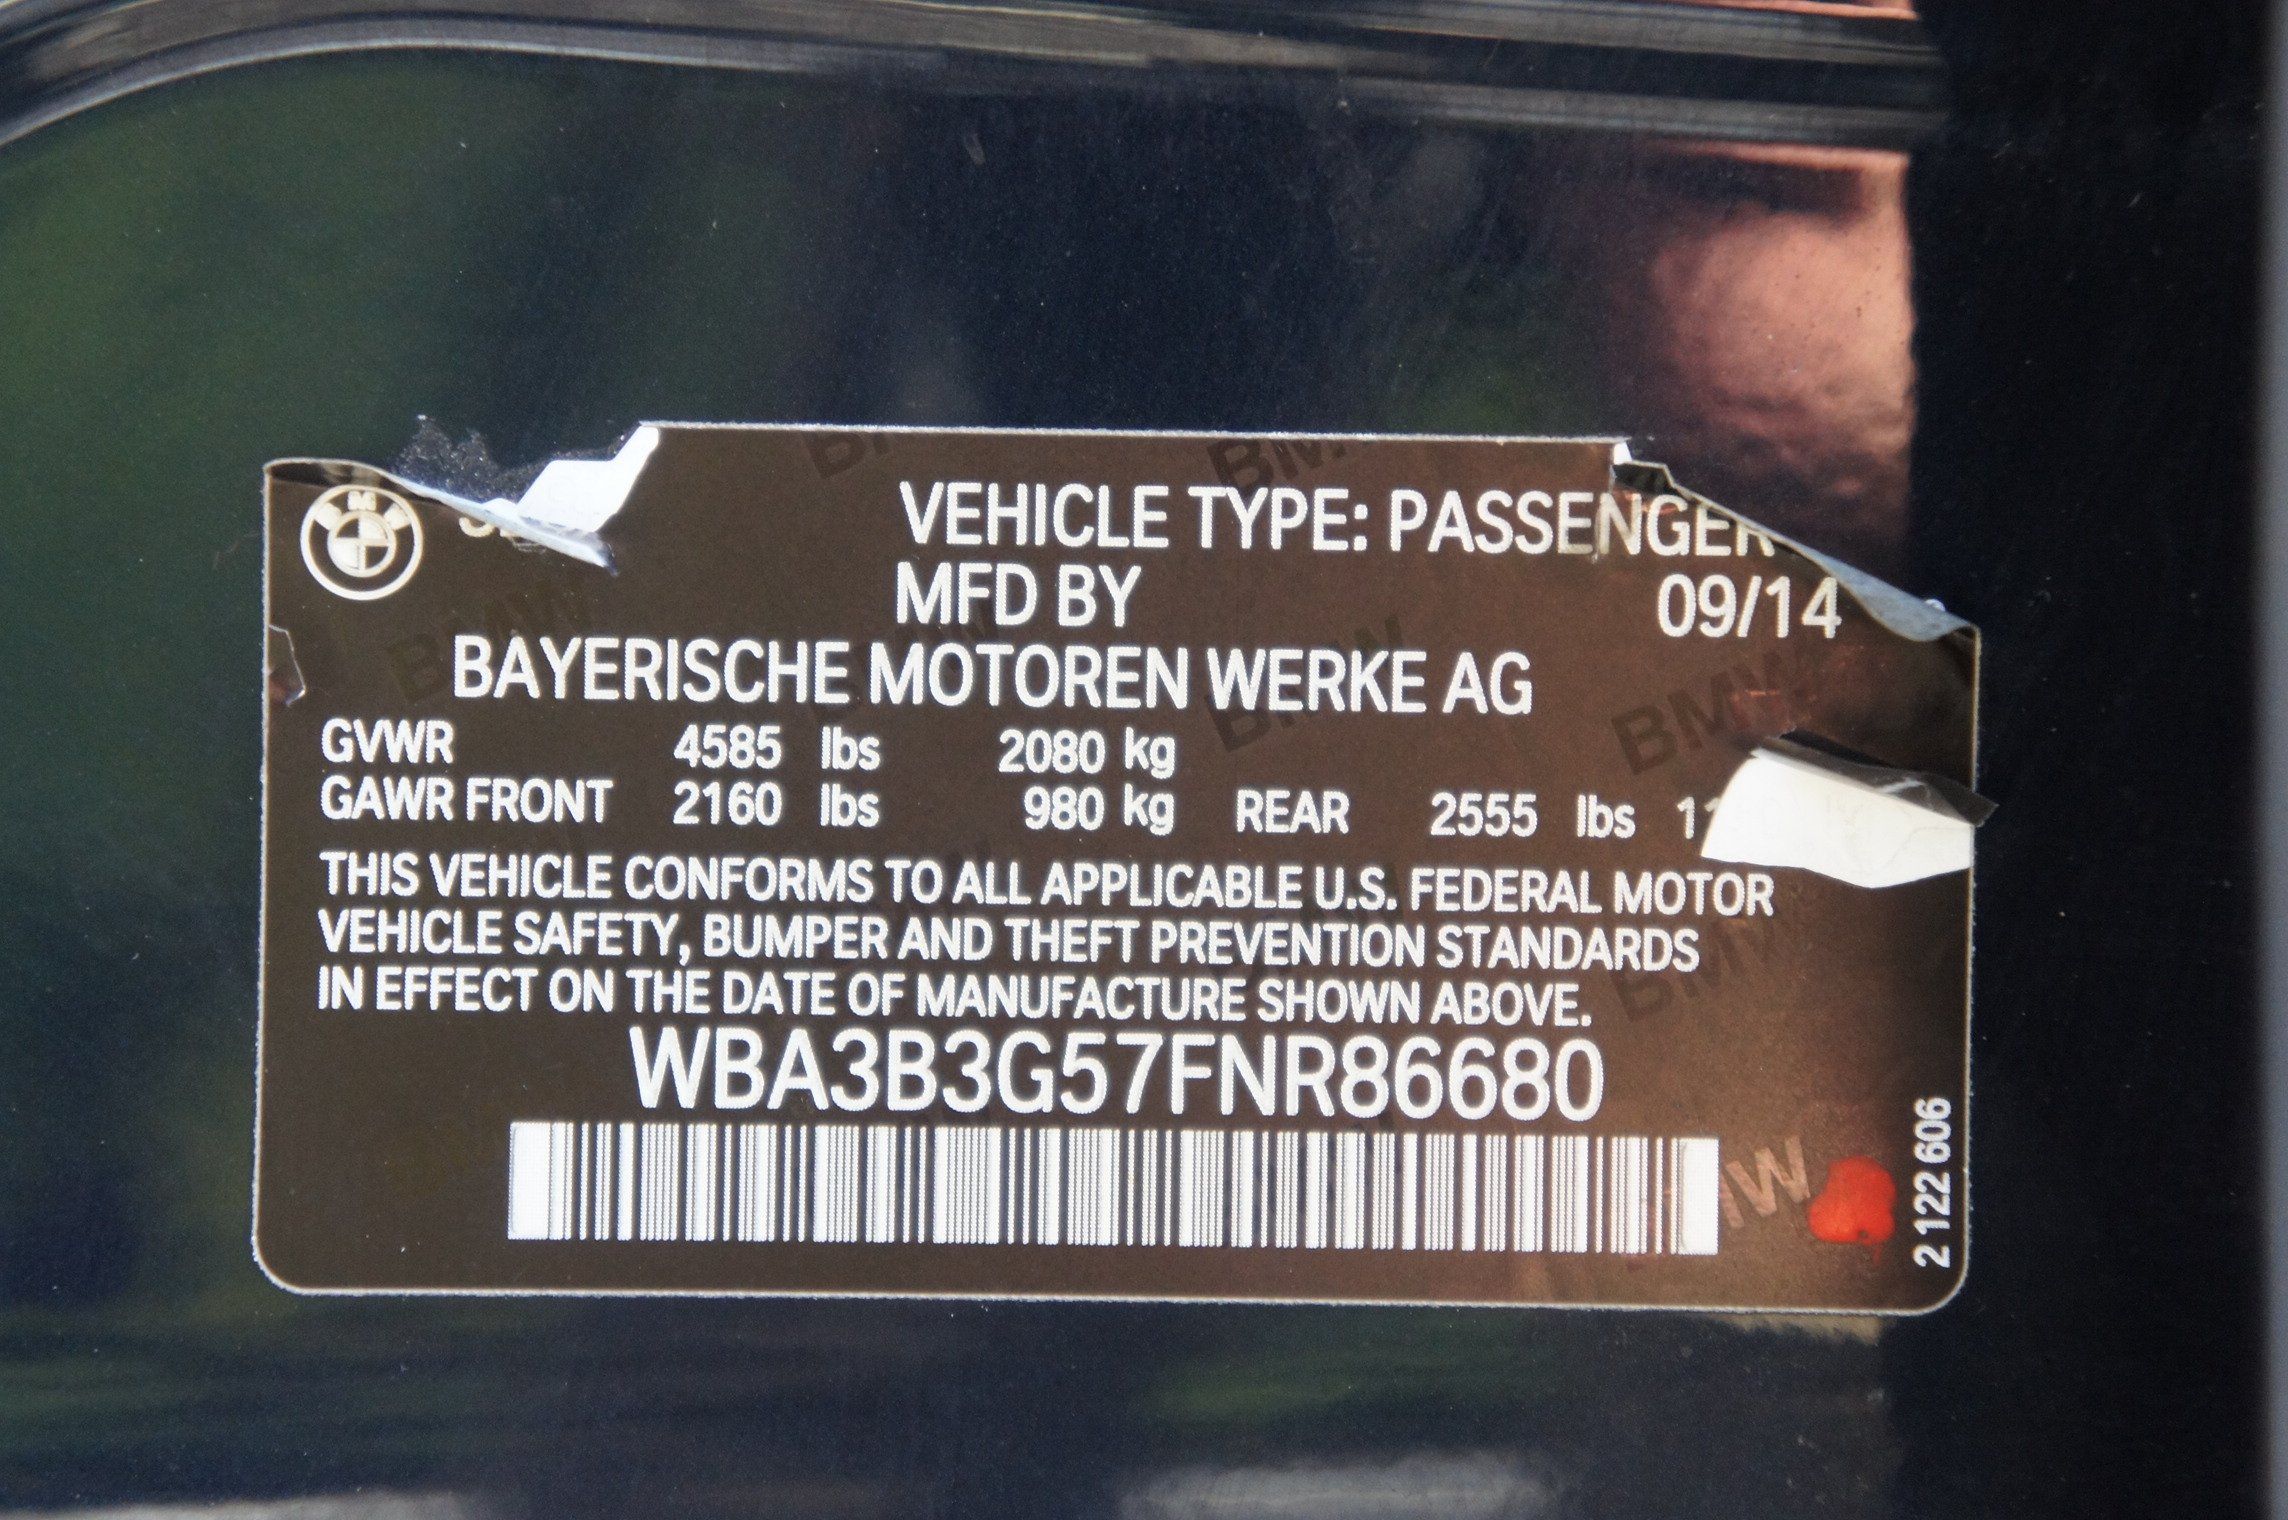 BMW
VEHICLE TYPE: PASSENGER
MFD BY 09/14
BAYERISCHE MOTOREN WERKE AG
GVWR 4585 lbs 2080 kg
GAWR FRONT 2160 lbs 980 kg REAR 2555 lbs
THIS VEHICLE CONFORMS TO ALL APPLICABLE U.S. FEDERAL MOTOR
VEHICLE SAFETY, BUMPER AND THEFT PREVENTION STANDARDS
IN EFFECT ON THE DATE OF MANUFACTURE SHOWN ABOVE.
WBA3B3G57FNR86680
2 122 606